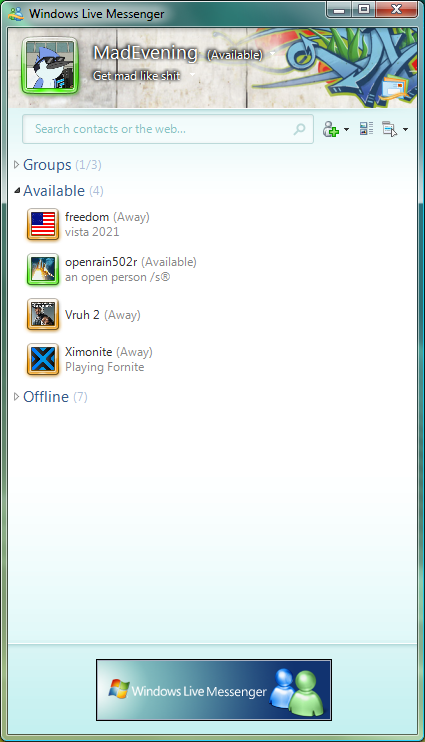 Windows Live Messenger
MadEvening (Available)
Get mad like shit
Search contacts or the web...
Groups (1/3)
Available (4)
freedom (Away)
vista 2021
openrain502r (Available)
an open person /s®
Vruh 2 (Away)
Ximonite (Away)
Playing Fornite
Offline (7)
Windows Live Messenger